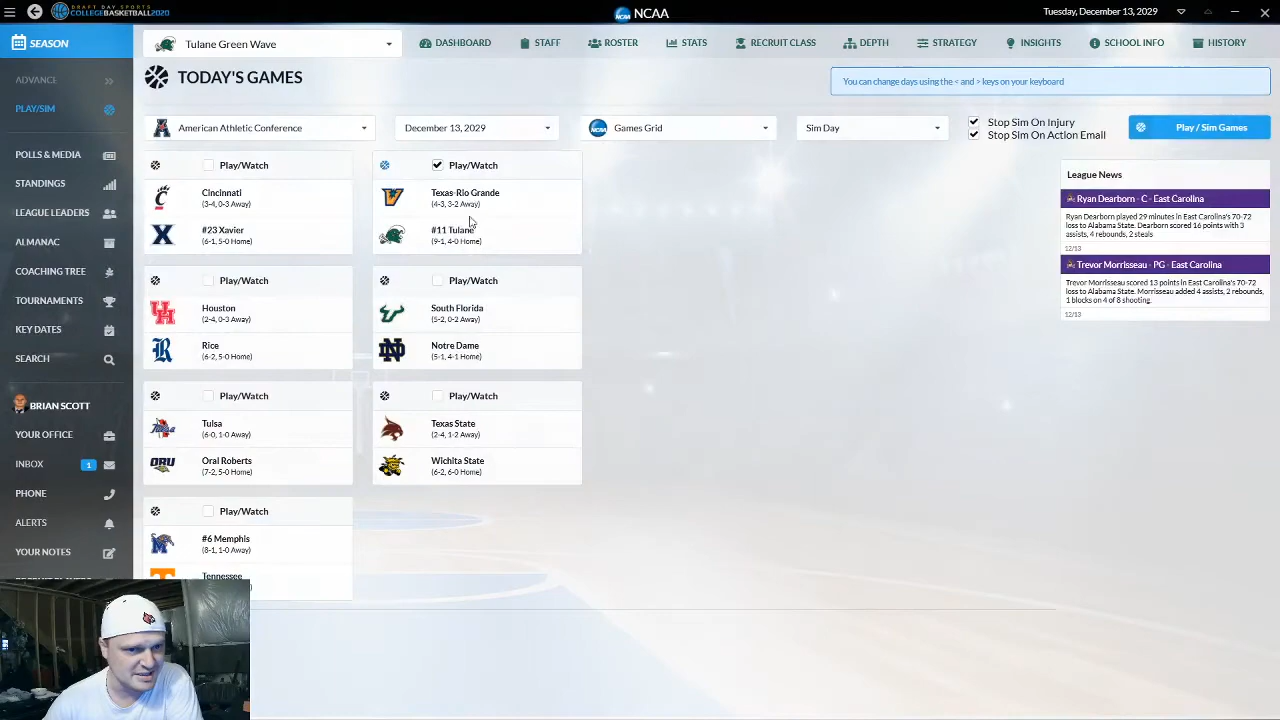 DRAFT DAY SPORTS
COLLEGE BASKETBALL 2020
NCAA
Tuesday, December 13, 2029
SEASON
Tulane Green Wave
DASHBOARD
STAFF
ROSTER
STATS
RECRUIT CLASS
DEPTH
STRATEGY
INSIGHTS
SCHOOL INFO
HISTORY
ADVANCE
PLAY/SIM
POLLS & MEDIA
STANDINGS
LEAGUE LEADERS
ALMANAC
COACHING TREE
TOURNAMENTS
KEY DATES
SEARCH
BRIAN SCOTT
YOUR OFFICE
INBOX 1
PHONE
ALERTS
YOUR NOTES
TODAY'S GAMES
You can change days using the < and > keys on your keyboard
American Athletic Conference
December 13, 2029
Games Grid
Sim Day
Stop Sim On Injury
Stop Sim On Action Email
Play / Sim Games
Play/Watch
Cincinnati
(3-4, 0-3 Away)
#23 Xavier
(6-1, 5-0 Home)
Play/Watch
Texas-Rio Grande
(4-3, 3-2 Away)
#11 Tulane
(9-1, 4-0 Home)
Play/Watch
Houston
(2-4, 0-3 Away)
Rice
(6-2, 5-0 Home)
Play/Watch
South Florida
(5-2, 0-2 Away)
Notre Dame
(5-1, 4-1 Home)
Play/Watch
Tulsa
(6-0, 1-0 Away)
ORU
Oral Roberts
(7-2, 5-0 Home)
Play/Watch
Texas State
(2-4, 1-2 Away)
Wichita State
(6-2, 6-0 Home)
Play/Watch
#6 Memphis
(8-1, 1-0 Away)
Tennessee
League News
Ryan Dearborn - C - East Carolina
Ryan Dearborn played 29 minutes in East Carolina's 70-
72 loss to Alabama State. Dearborn scored 16 points with 3
assists, 4 rebounds, 2 steals
12/13
Trevor Morrisseau - PG - East Carolina
Trevor Morrisseau scored 13 points in East Carolina's 70-72
loss to Alabama State. Morrisseau added 4 assists, 2 rebounds,
1 blocks on 4 of 8 shooting.
12/13